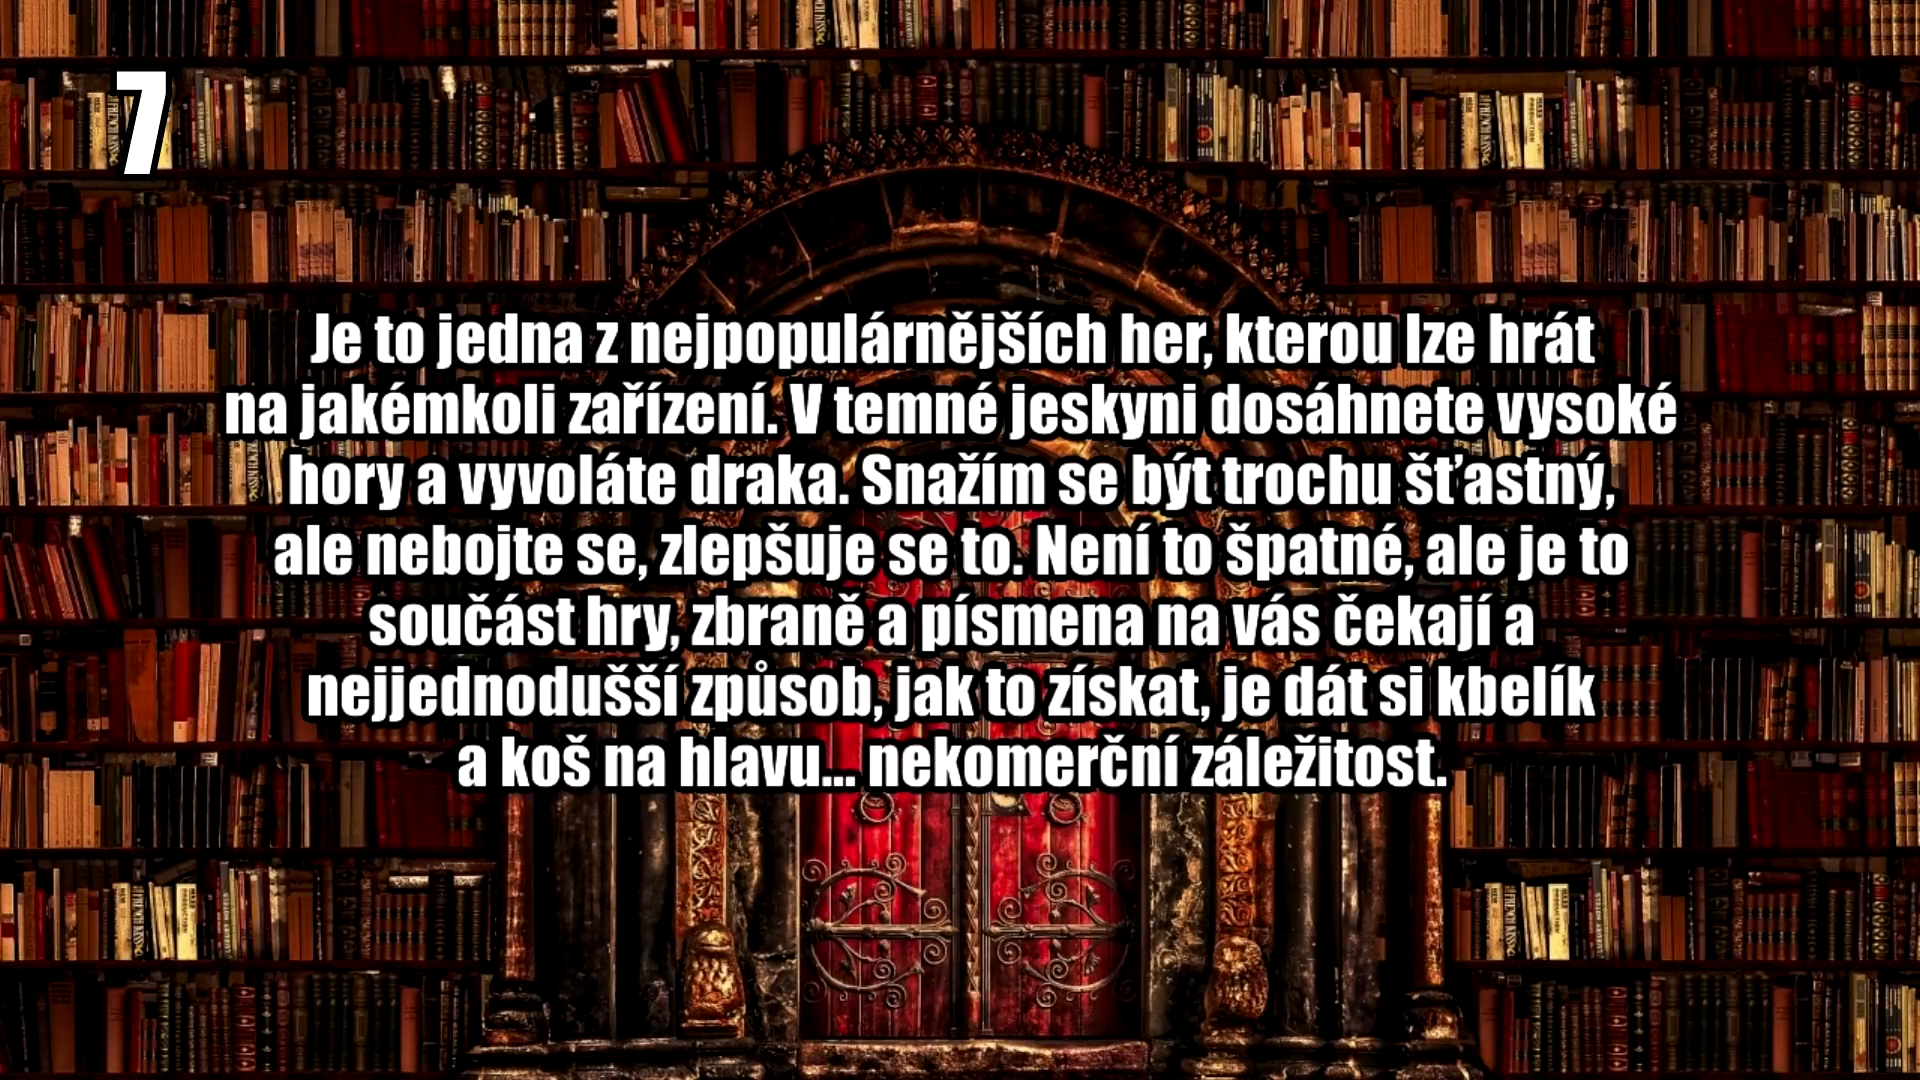 7
Je to jedna z nejpopulárnějších her, kterou lze hrát
na jakémkoli zařízení. V temné jeskyni dosáhnete vysoké
hory a vyvoláte draka. Snažím se být trochu šťastný,
ale nebojte se, zlepšuje se to. Není to špatné, ale je to
součást hry, zbraně a písmena na vás čekají a
nejjednodušší způsob, jak to získat, je dát si kbelík
a koš na hlavu... nekomerční záležitost.